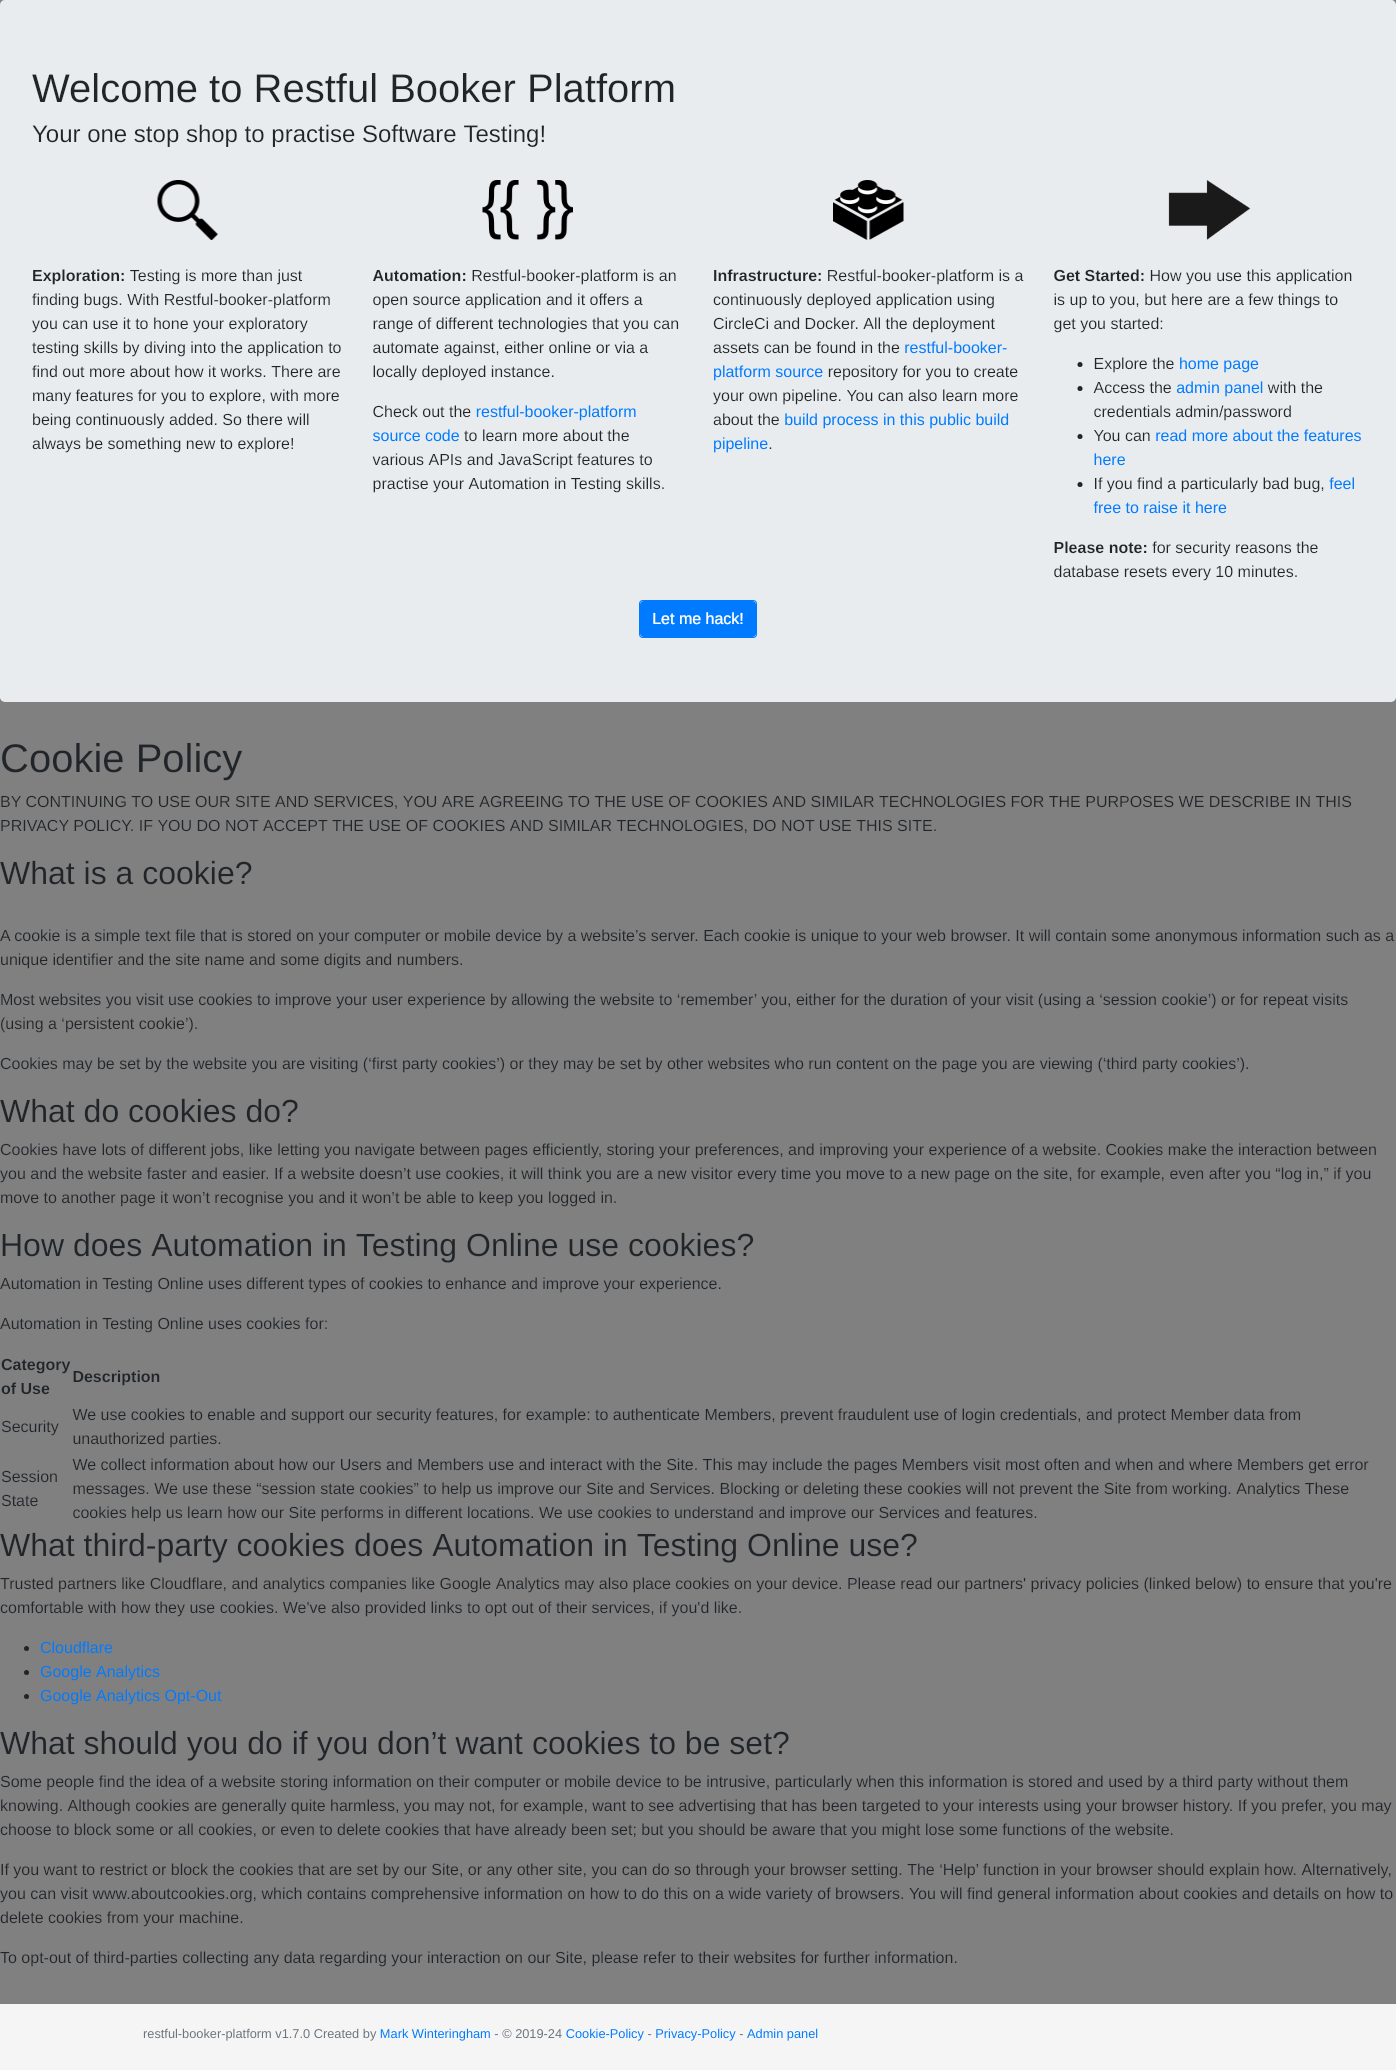 Welcome to Restful Booker Platform
Your one stop shop to practise Software Testing!
{{ }}
Exploration: Testing is more than just
finding bugs. With Restful-booker-platform
you can use it to hone your exploratory
testing skills by diving into the application to
find out more about how it works. There are
many features for you to explore, with more
being continuously added. So there will
always be something new to explore!
Automation: Restful-booker-platform is an
open source application and it offers a
range of different technologies that you can
automate against, either online or via a
locally deployed instance.
Check out the restful-booker-platform
source code to learn more about the
various APIs and JavaScript features to
practise your Automation in Testing skills.
Infrastructure: Restful-booker-platform is a
continuously deployed application using
CircleCi and Docker. All the deployment
assets can be found in the restful-booker-
platform source repository for you to create
your own pipeline. You can also learn more
about the build process in this public build
pipeline.
Get Started: How you use this application
is up to you, but here are a few things to
get you started:
• Explore the home page
• Access the admin panel with the
credentials admin/password
• You can read more about the features
here
• If you find a particularly bad bug, feel
free to raise it here
Please note: for security reasons the
database resets every 10 minutes.
Let me hack!
Cookie Policy
BY CONTINUING TO USE OUR SITE AND SERVICES, YOU ARE AGREEING TO THE USE OF COOKIES AND SIMILAR TECHNOLOGIES FOR THE PURPOSES WE DESCRIBE IN THIS
PRIVACY POLICY. IF YOU DO NOT ACCEPT THE USE OF COOKIES AND SIMILAR TECHNOLOGIES, DO NOT USE THIS SITE.
What is a cookie?
A cookie is a simple text file that is stored on your computer or mobile device by a website’s server. Each cookie is unique to your web browser. It will contain some anonymous information such as a
unique identifier and the site name and some digits and numbers.
Most websites you visit use cookies to improve your user experience by allowing the website to ‘remember’ you, either for the duration of your visit (using a ‘session cookie’) or for repeat visits
(using a ‘persistent cookie’).
Cookies may be set by the website you are visiting (‘first party cookies’) or they may be set by other websites who run content on the page you are viewing (‘third party cookies’).
What do cookies do?
Cookies have lots of different jobs, like letting you navigate between pages efficiently, storing your preferences, and improving your experience of a website. Cookies make the interaction between
you and the website faster and easier. If a website doesn’t use cookies, it will think you are a new visitor every time you move to a new page on the site, for example, even after you “log in,” if you
move to another page it won’t recognise you and it won’t be able to keep you logged in.
How does Automation in Testing Online use cookies?
Automation in Testing Online uses different types of cookies to enhance and improve your experience.
Automation in Testing Online uses cookies for:
Category
of Use
Description
Security
We use cookies to enable and support our security features, for example: to authenticate Members, prevent fraudulent use of login credentials, and protect Member data from
unauthorized parties.
Session
State
We collect information about how our Users and Members use and interact with the Site. This may include the pages Members visit most often and when and where Members get error
messages. We use these “session state cookies” to help us improve our Site and Services. Blocking or deleting these cookies will not prevent the Site from working. Analytics These
cookies help us learn how our Site performs in different locations. We use cookies to understand and improve our Services and features.
What third-party cookies does Automation in Testing Online use?
Trusted partners like Cloudflare, and analytics companies like Google Analytics may also place cookies on your device. Please read our partners' privacy policies (linked below) to ensure that you're
comfortable with how they use cookies. We've also provided links to opt out of their services, if you'd like.
• Cloudflare
• Google Analytics
• Google Analytics Opt-Out
What should you do if you don’t want cookies to be set?
Some people find the idea of a website storing information on their computer or mobile device to be intrusive, particularly when this information is stored and used by a third party without them
knowing. Although cookies are generally quite harmless, you may not, for example, want to see advertising that has been targeted to your interests using your browser history. If you prefer, you may
choose to block some or all cookies, or even to delete cookies that have already been set; but you should be aware that you might lose some functions of the website.
If you want to restrict or block the cookies that are set by our Site, or any other site, you can do so through your browser setting. The ‘Help’ function in your browser should explain how. Alternatively,
you can visit www.aboutcookies.org, which contains comprehensive information on how to do this on a wide variety of browsers. You will find general information about cookies and details on how to
delete cookies from your machine.
To opt-out of third-parties collecting any data regarding your interaction on our Site, please refer to their websites for further information.
restful-booker-platform v1.7.0 Created by Mark Winteringham - © 2019-24 Cookie-Policy - Privacy-Policy - Admin panel